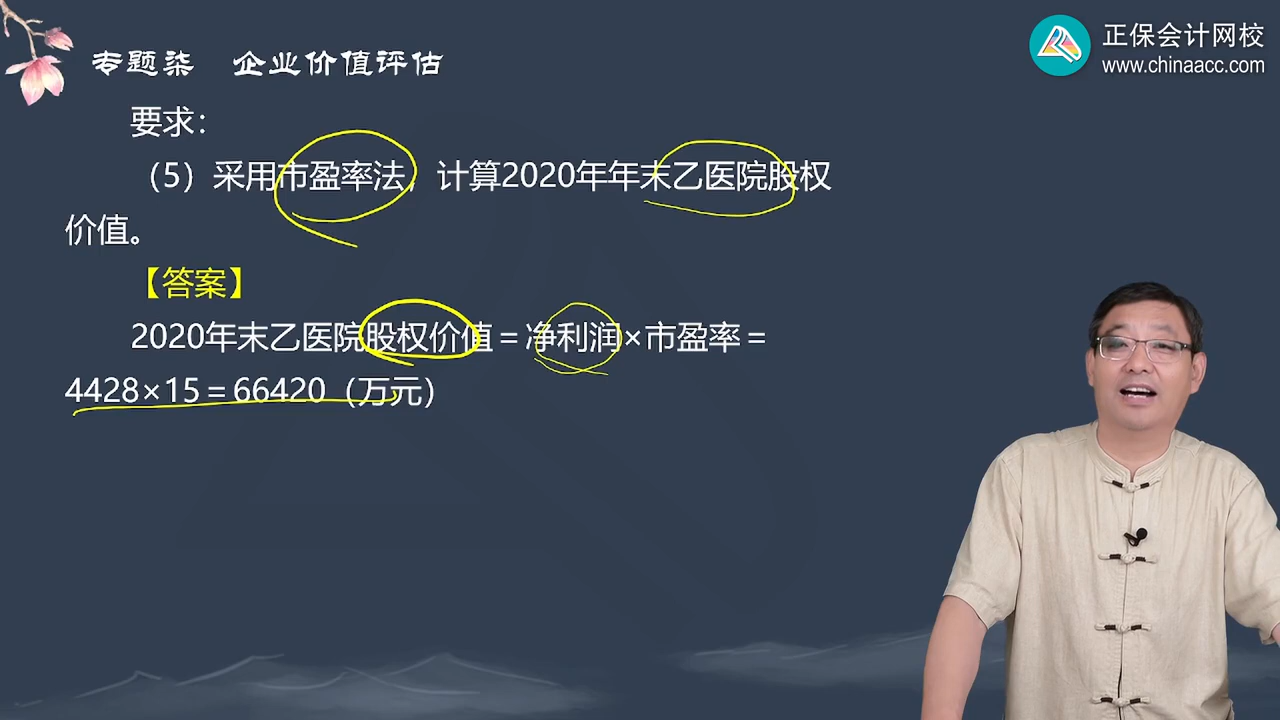 正保会计网校
www.chinaacc.com
专题柒 企业价值评估
要求：
（5）采用市盈率法，计算2020年年末乙医院股权
价值。
【答案】
2020年末乙医院股权价值＝净利润×市盈率＝
4428×15＝66420（万元）